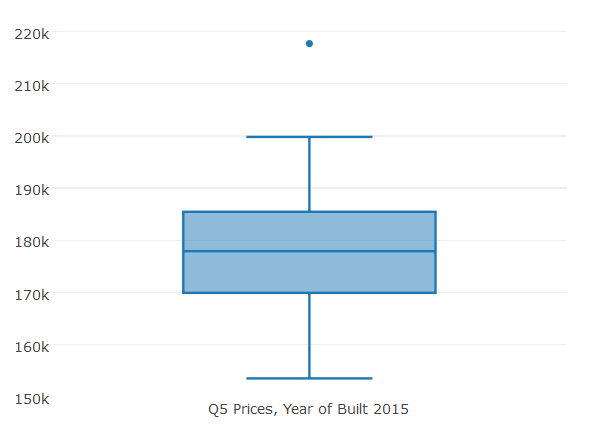 220k
210k
200k
190k
180k
170k
160k
150k
Q5 Prices, Year of Built 2015